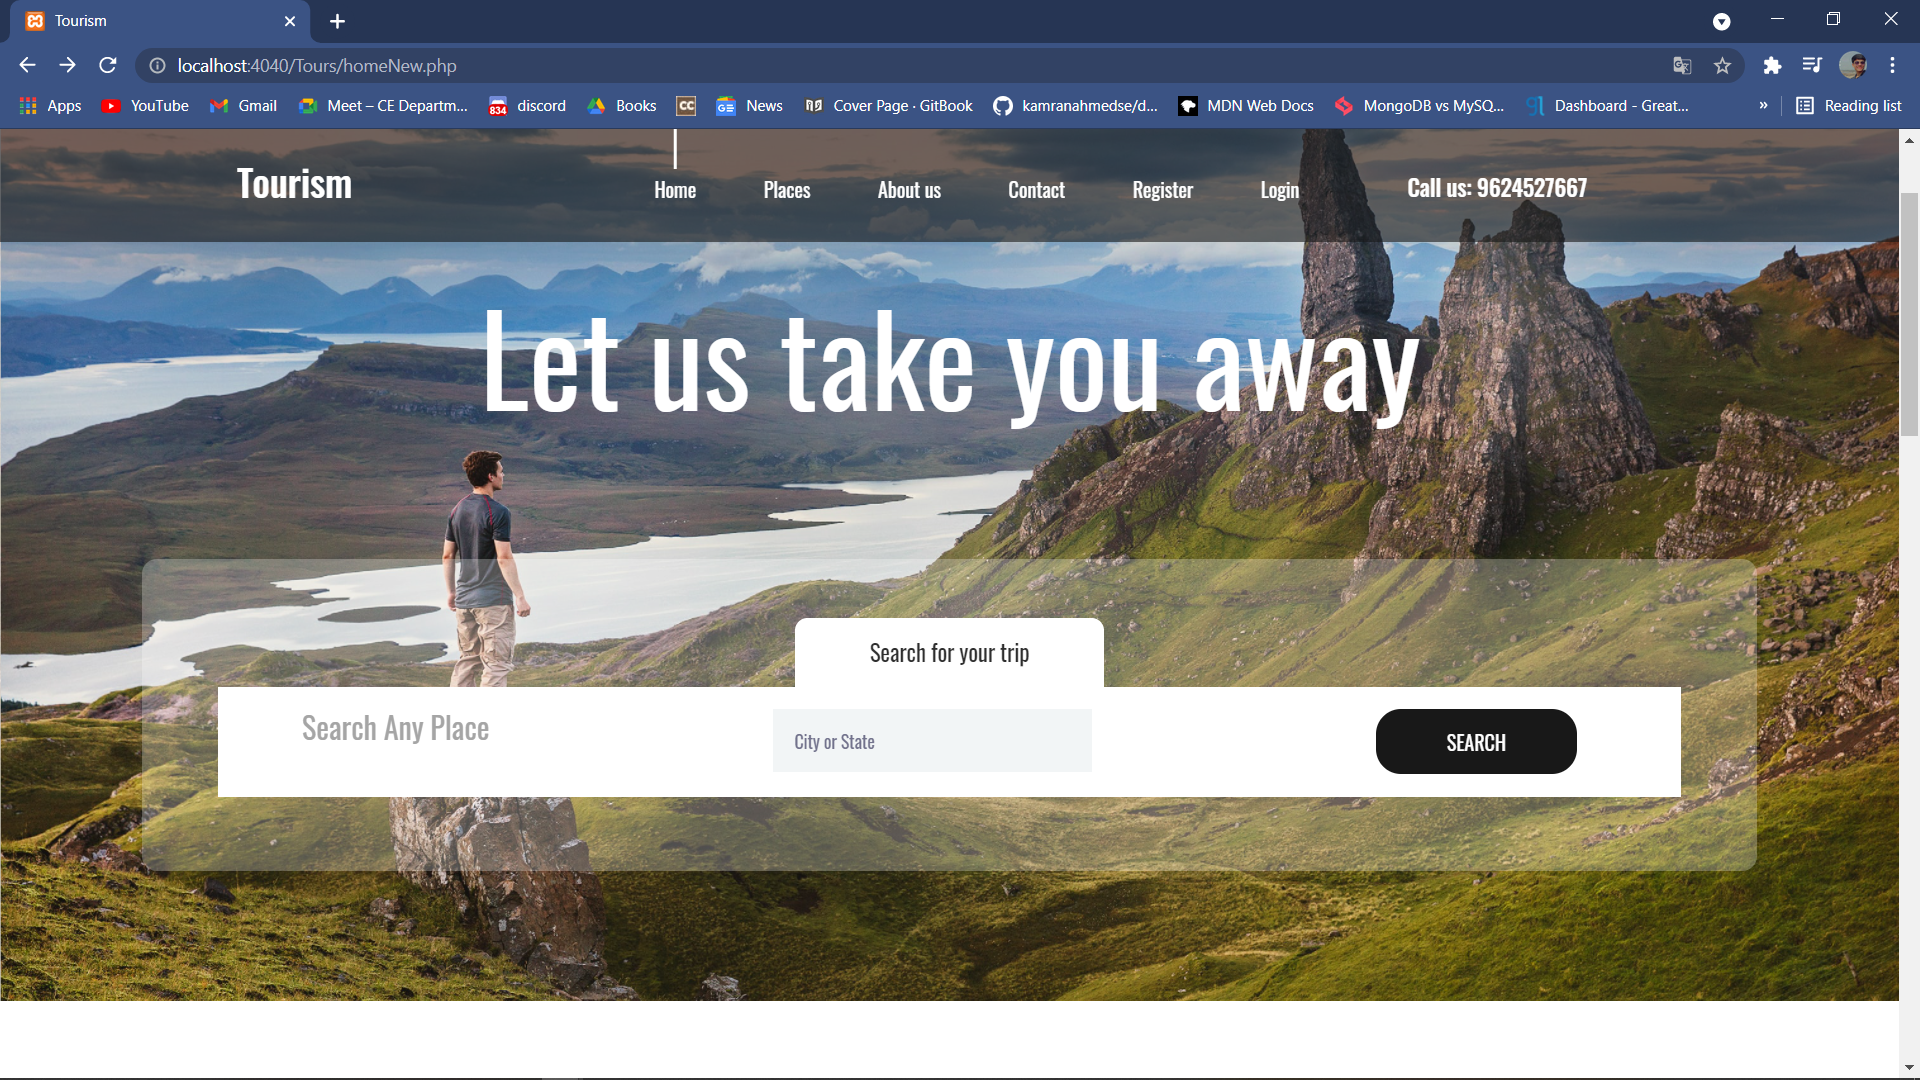 Tourism
localhost:4040/Tours/homeNew.php
Apps YouTube Gmail Meet – CE Departm... 834 discord Books CC News Cover Page · GitBook kamranahmedse/d... MDN Web Docs MongoDB vs MySQ... Dashboard - Great... » Reading list
Tourism Home Places About us Contact Register Login Call us: 9624527667
Let us take you away
Search for your trip
Search Any Place City or State SEARCH